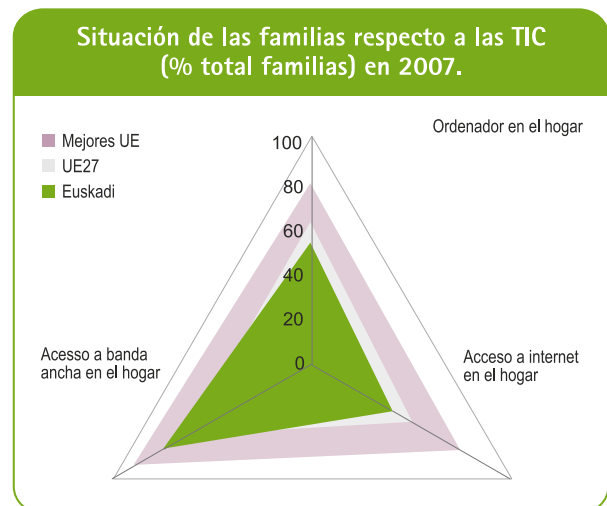 Situación de las familias respecto a las TIC
(% total familias) en 2007.
Mejores UE
UE27
Euskadi
Ordenador en el hogar
100
80
60
40
20
0
Acesso a banda
ancha en el hogar
Acceso a internet
en el hogar